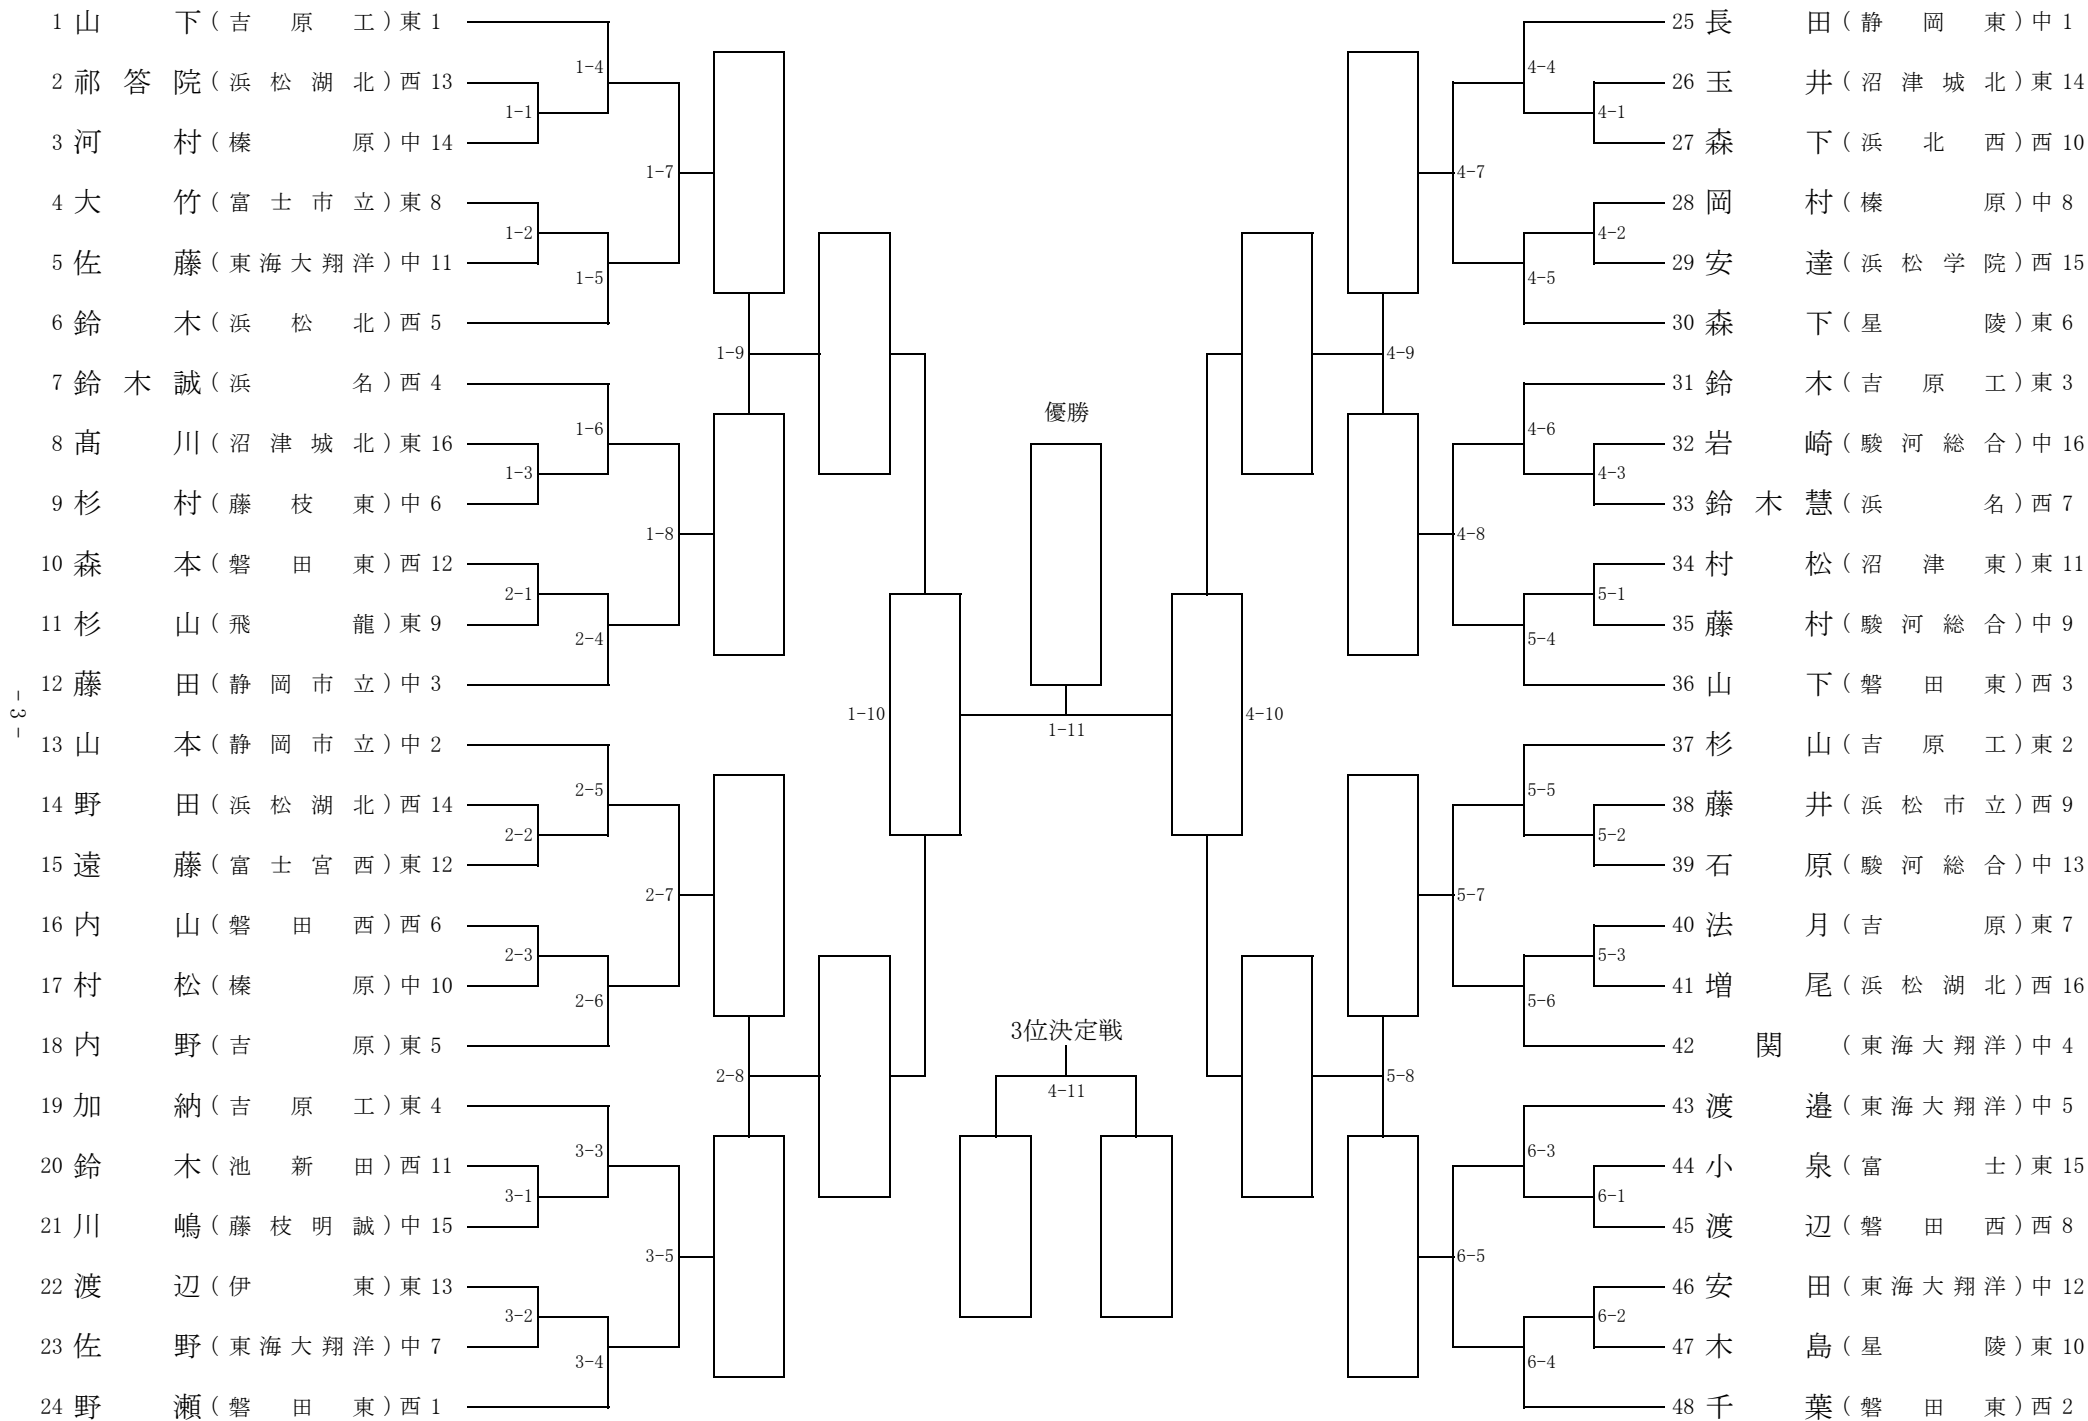 1 山下 (吉原工) 東 1
1-4
2 祁答院 (浜松湖北) 西 13
1-1
3 河村 (榛原) 中 14
1-7
4 大竹 (富士市立) 東 8
1-2
5 佐藤 (東海大翔洋) 中 11
1-5
6 鈴木 (浜松北) 西 5
1-9
7 鈴木誠 (浜名) 西 4
1-6
8 髙川 (沼津城北) 東 16
1-3
9 杉村 (藤枝東) 中 6
1-8
10 森本 (磐田東) 西 12
2-1
11 杉山 (飛龍) 東 9
2-4
12 藤田 (静岡市立) 中 3
1-10
13 山本 (静岡市立) 中 2
2-5
14 野田 (浜松湖北) 西 14
2-2
15 遠藤 (富士宮西) 東 12
2-7
16 内山 (磐田西) 西 6
2-3
17 村松 (榛原) 中 10
2-6
18 内野 (吉原) 東 5
2-8
19 加納 (吉原工) 東 4
3-3
20 鈴木 (池新田) 西 11
3-1
21 川嶋 (藤枝明誠) 中 15
3-5
22 渡辺 (伊東) 東 13
3-2
23 佐野 (東海大翔洋) 中 7
3-4
24 野瀬 (磐田東) 西 1
優勝
1-11
3位決定戦
4-11
25 長田 (静岡東) 中 1
4-4
26 玉井 (沼津城北) 東 14
4-1
27 森下 (浜北西) 西 10
4-7
28 岡村 (榛原) 中 8
4-2
29 安達 (浜松学院) 西 15
4-5
30 森下 (星陵) 東 6
4-9
31 鈴木 (吉原工) 東 3
4-6
32 岩崎 (駿河総合) 中 16
4-3
33 鈴木慧 (浜名) 西 7
4-8
34 村松 (沼津東) 東 11
5-1
35 藤村 (駿河総合) 中 9
5-4
36 山下 (磐田東) 西 3
4-10
37 杉山 (吉原工) 東 2
5-5
38 藤井 (浜松市立) 西 9
5-2
39 石原 (駿河総合) 中 13
5-7
40 法月 (吉原) 東 7
5-3
41 増尾 (浜松湖北) 西 16
5-6
42 関 (東海大翔洋) 中 4
5-8
43 渡邉 (東海大翔洋) 中 5
6-3
44 小泉 (富士) 東 15
6-1
45 渡辺 (磐田西) 西 8
6-5
46 安田 (東海大翔洋) 中 12
6-2
47 木島 (星陵) 東 10
6-4
48 千葉 (磐田東) 西 2
-3-